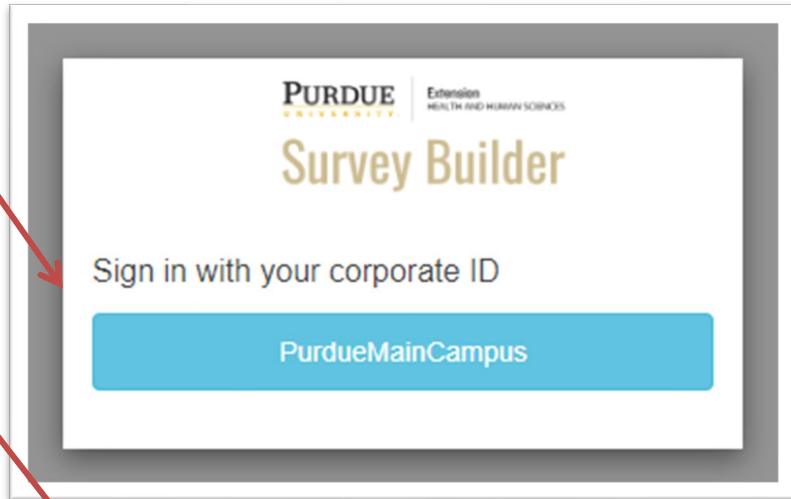 PURDUE
UNIVERSITY
Extension
HEALTH AND HUMAN SCIENCES
Survey Builder
Sign in with your corporate ID
PurdueMainCampus